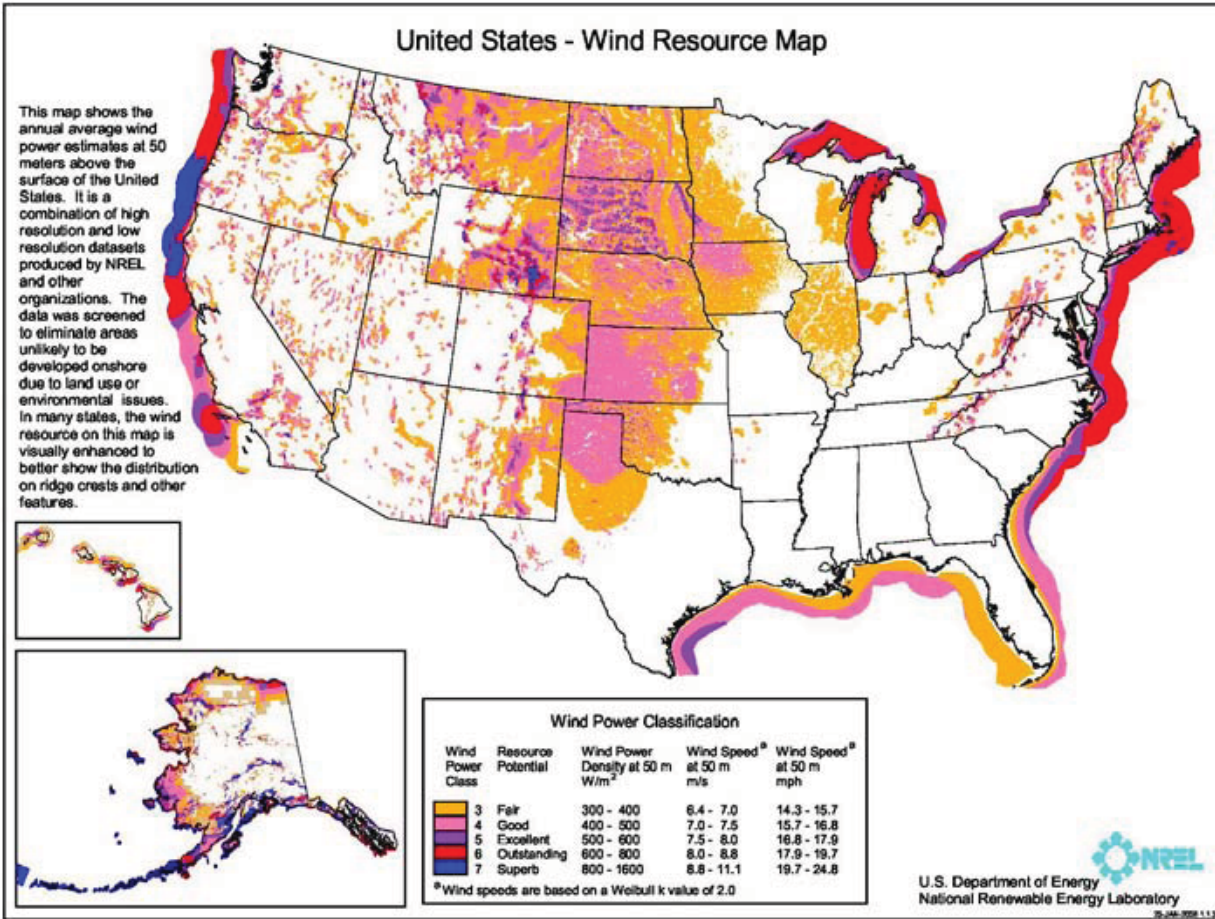 United States - Wind Resource Map
This map shows the
annual average wind
power estimates at 50
meters above the
surface of the United
States. It is a
combination of high
resolution and low
resolution datasets
produced by NREL
and other
organizations. The
data was screened
to eliminate areas
unlikely to be
developed onshore
due to land use or
environmental issues.
In many states, the wind
resource on this map is
visually enhanced to
better show the distribution
on ridge crests and other
features.
Wind Power Classification
Wind Power Class Resource Potential Wind Power Density at 50 m W/m² Wind Speed ª at 50 m m/s Wind Speed ª at 50 m mph
3 Fair 300 - 400 6.4 - 7.0 14.3 - 15.7
4 Good 400 - 500 7.0 - 7.5 15.7 - 16.8
5 Excellent 500 - 600 7.5 - 8.0 16.8 - 17.9
6 Outstanding 600 - 800 8.0 - 8.8 17.9 - 19.7
7 Superb 800 - 1600 8.8 - 11.1 19.7 - 24.8
ª Wind speeds are based on a Weibull k value of 2.0
NREL
U.S. Department of Energy
National Renewable Energy Laboratory